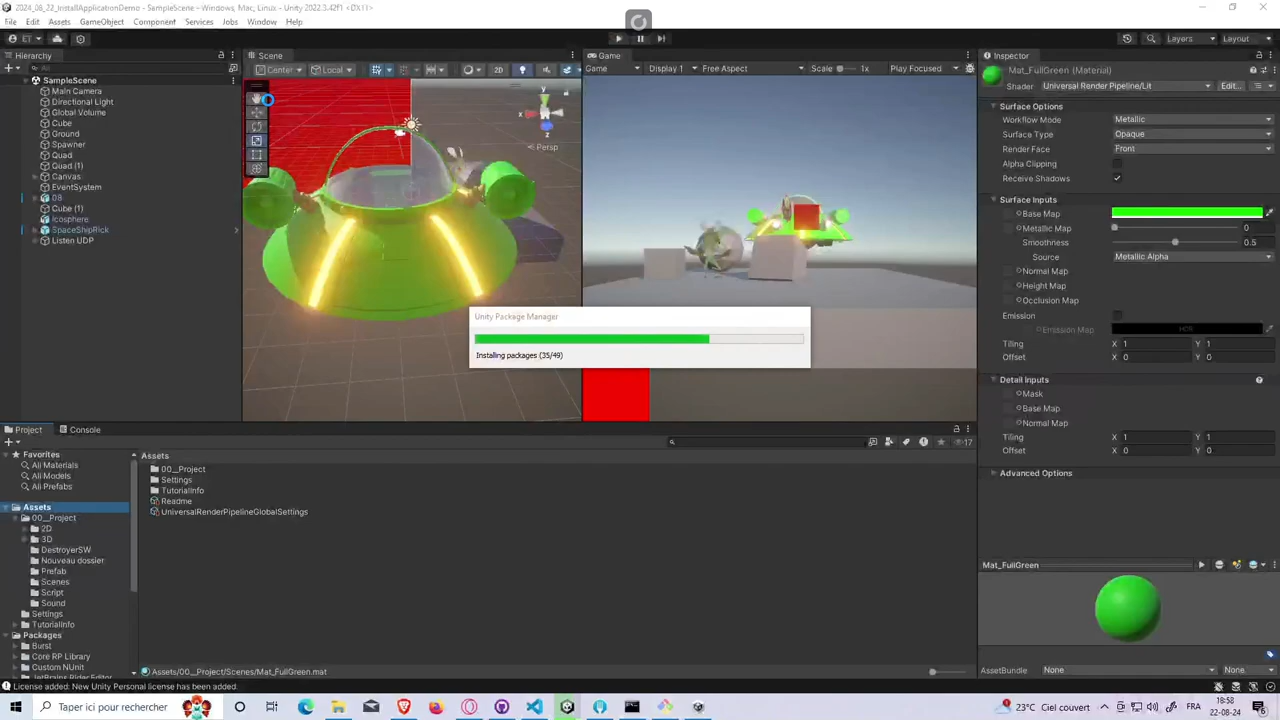 2024_08_22_InstallApplicationDemo - SampleScene - Windows, Mac, Linux - Unity 2022.3.42f1 <DX11>
File Edit Assets GameObject Component Services Jobs Window Help
ET
Layers
Layout
Hierarchy
All
SampleScene
Main Camera
Directional Light
Global Volume
Cube
Ground
Spawner
Quad
Quad (1)
Canvas
EventSystem
Cube (1)
Icosphere
SpaceShipRick
Listen UDP
Scene
Center
Local
2D
y
x
z
Persp
Game
Game
Display 1
Free Aspect
Scale
1x
Play Focused
Unity Package Manager
Installing packages (35/49)
Inspector
Mat_FullGreen (Material)
Shader Universal Render Pipeline/Lit Edit...
Surface Options
Workflow Mode Metallic
Surface Type Opaque
Render Face Front
Alpha Clipping
Receive Shadows
Surface Inputs
Base Map
Metallic Map 0
Smoothness 0.5
Source Metallic Alpha
Normal Map
Height Map
Occlusion Map
Emission
Emission Map HDR
Tiling X 1 Y 1
Offset X 0 Y 0
Detail Inputs
Mask
Base Map
Normal Map
Tiling X 1 Y 1
Offset X 0 Y 0
Advanced Options
Mat_FullGreen
AssetBundle None None
Project Console
17
Favorites
All Materials
All Models
All Prefabs
Assets
00__Project
2D
3D
DestroyerSW
Nouveau dossier
Prefab
Scenes
Script
Sound
Settings
TutorialInfo
Packages
Burst
Core RP Library
Custom NUnit
JetBrains Rider Editor
Assets
00__Project
Settings
TutorialInfo
Readme
UniversalRenderPipelineGlobalSettings
Assets/00__Project/Scenes/Mat_FullGreen.mat
License added: New Unity Personal license has been added.
Taper ici pour rechercher
23°C Ciel couvert
FRA
22-08-24